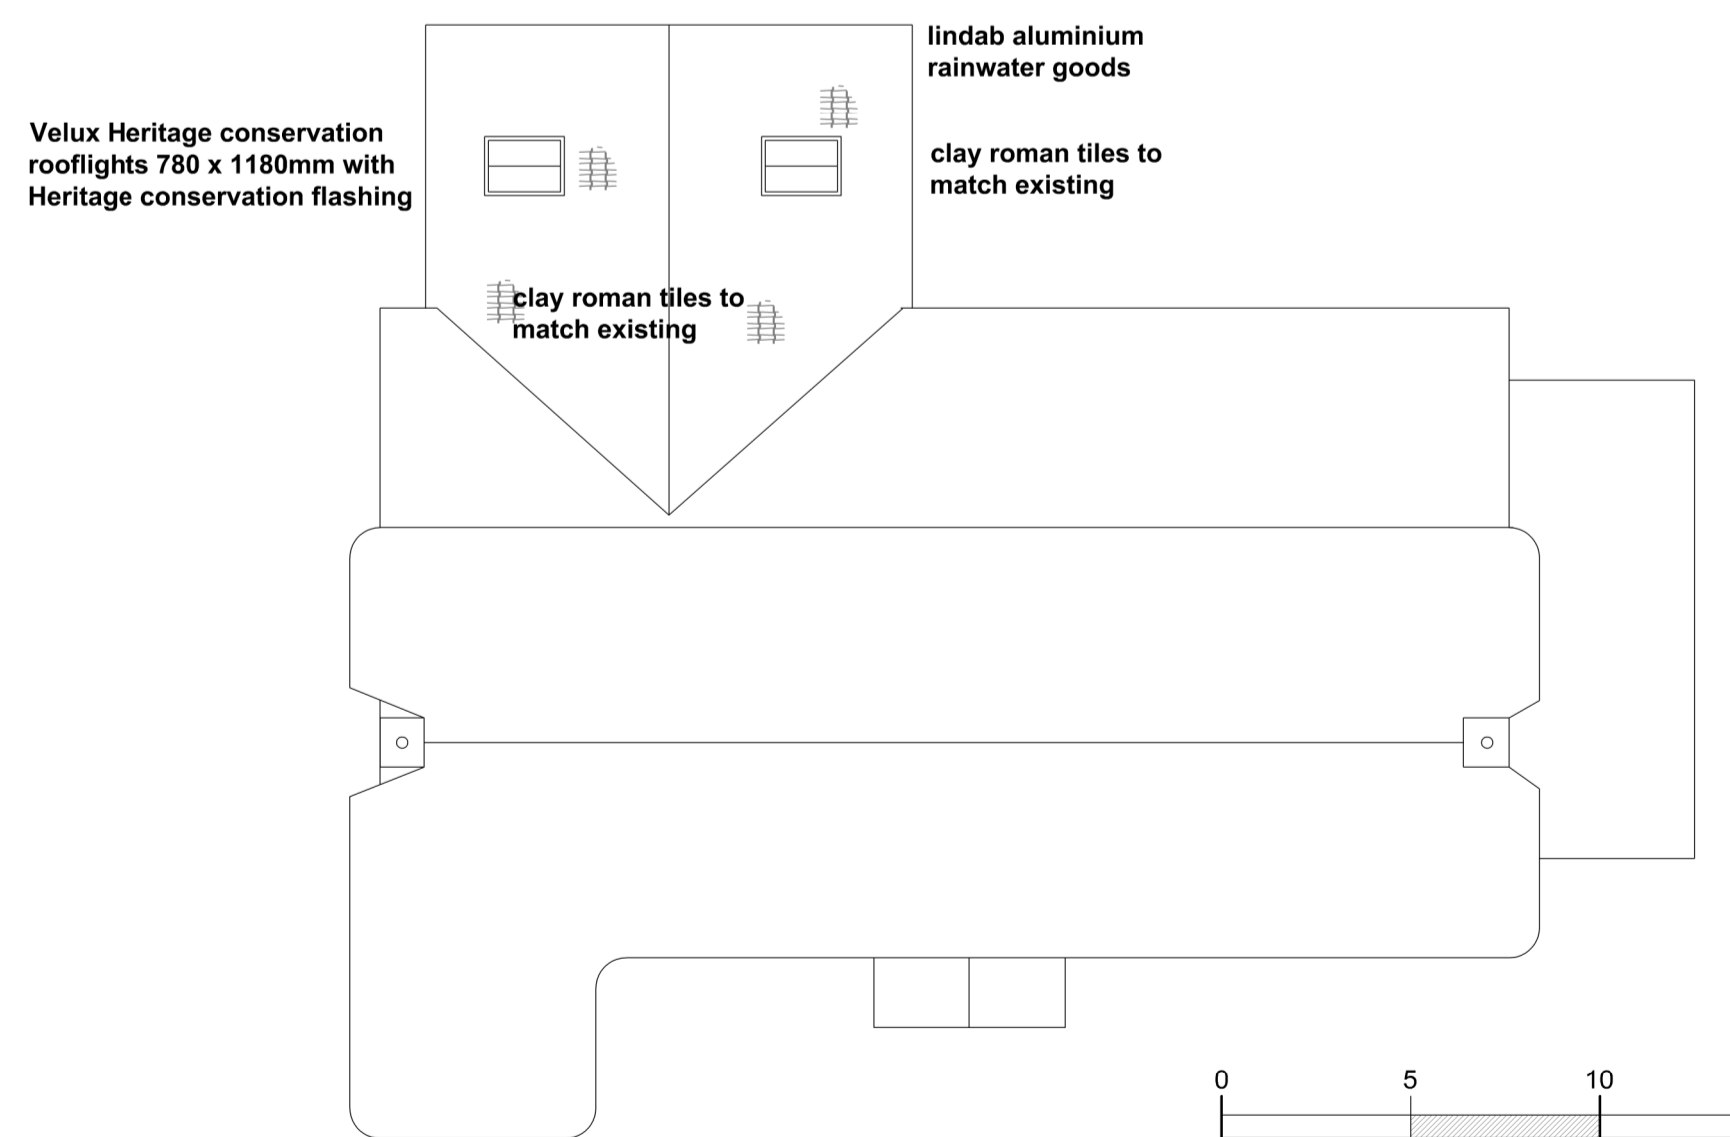 lindab aluminium
rainwater goods
Velux Heritage conservation
rooflights 780 x 1180mm with
Heritage conservation flashing
clay roman tiles to
match existing
clay roman tiles to
match existing
0 5 10